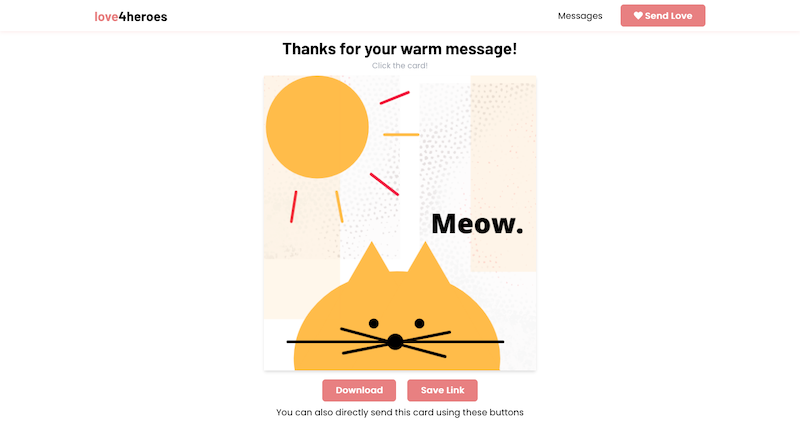 love4heroes
Messages
Send Love
Thanks for your warm message!
Click the card!
Meow.
Download
Save Link
You can also directly send this card using these buttons